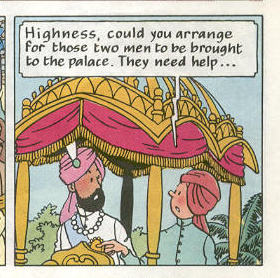 Highness, could you arrange
for those two men to be brought
to the palace. They need help...